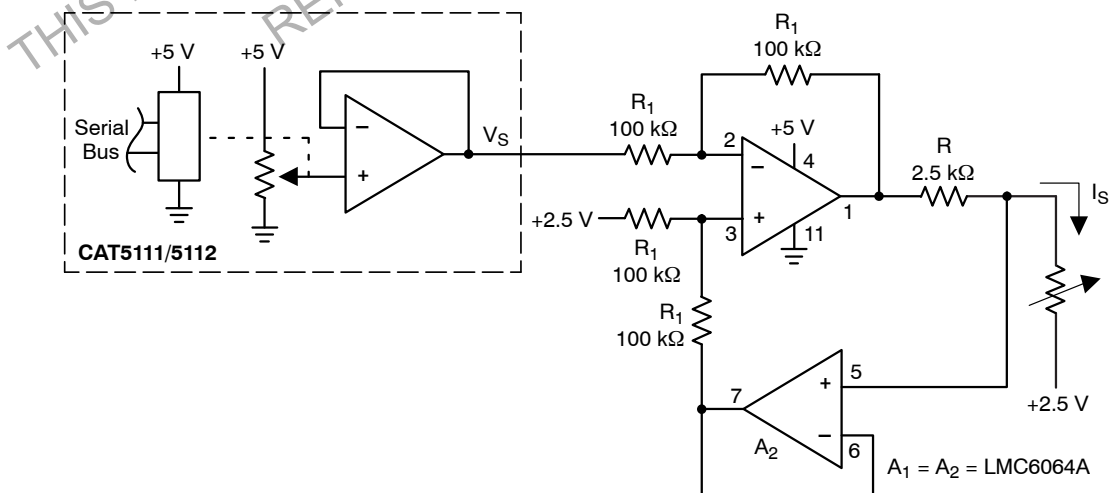 THIS
+5 V
+5 V
Serial
Bus
−
+
VS
CAT5111/5112
R1
100 kΩ
R1
100 kΩ
2
+5 V
−
4
+2.5 V
+
3
11
1
R
2.5 kΩ
IS
R1
100 kΩ
R1
100 kΩ
7
+
5
−
6
A2
+2.5 V
A1 = A2 = LMC6064A